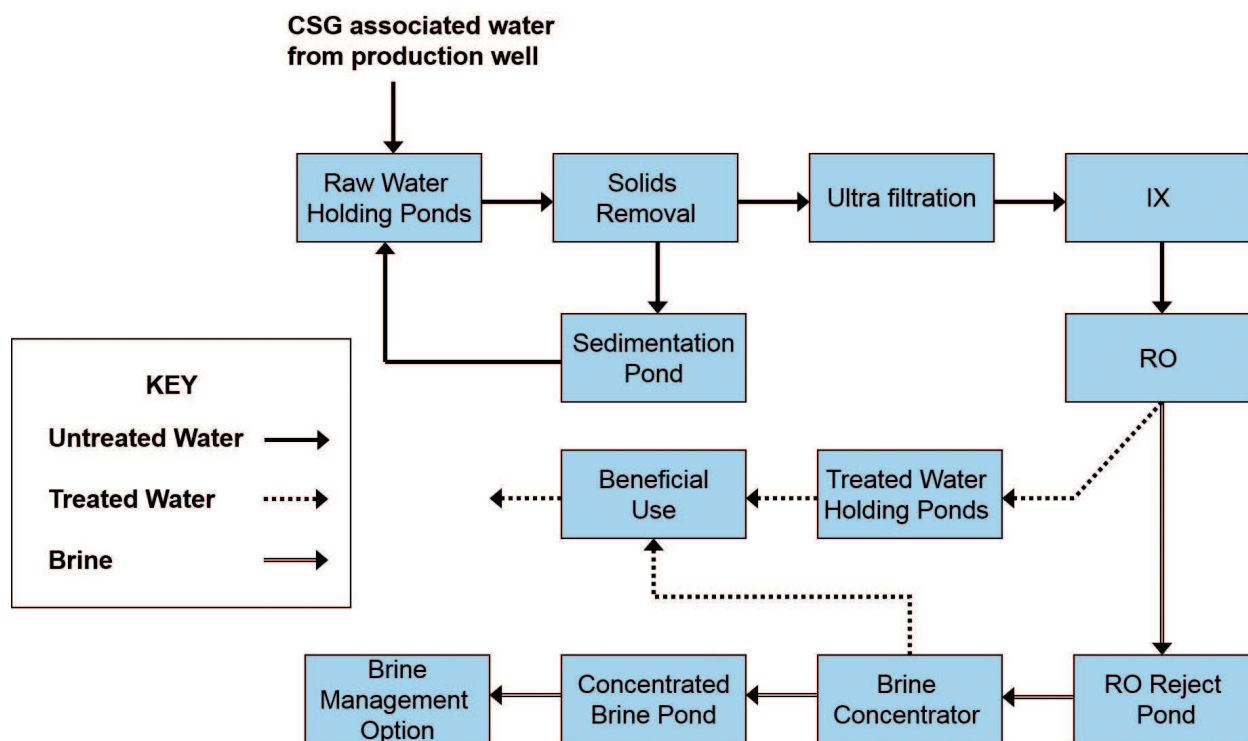 CSG associated water
from production well
Raw Water
Holding Ponds
Solids
Removal
Ultra filtration
IX
Sedimentation
Pond
RO
KEY
Untreated Water
Treated Water
Brine
Beneficial
Use
Treated Water
Holding Ponds
Brine
Management
Option
Concentrated
Brine Pond
Brine
Concentrator
RO Reject
Pond